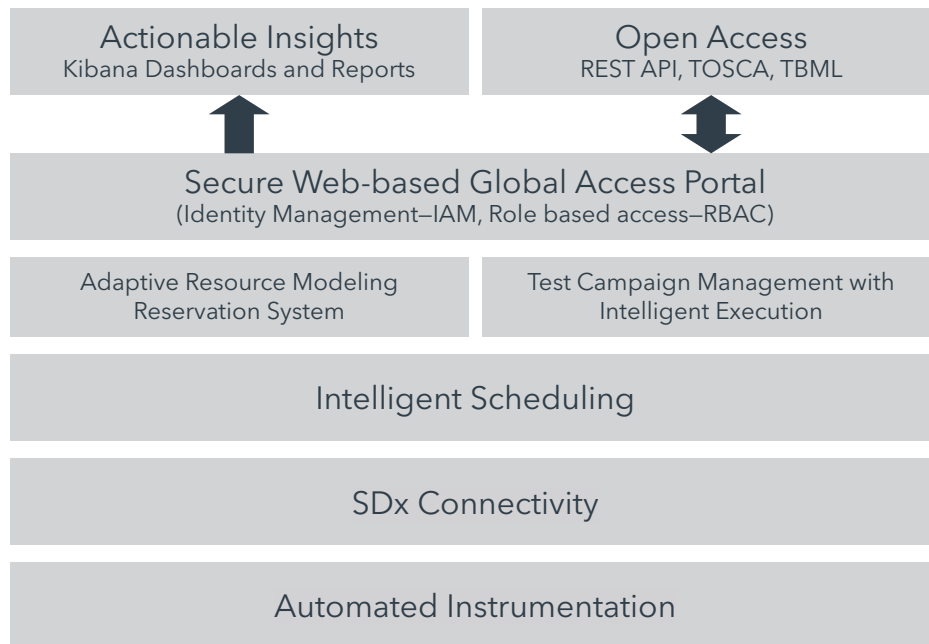 Actionable Insights
Kibana Dashboards and Reports
Open Access
REST API, TOSCA, TBML
Secure Web-based Global Access Portal
(Identity Management–IAM, Role based access–RBAC)
Adaptive Resource Modeling
Reservation System
Test Campaign Management with
Intelligent Execution
Intelligent Scheduling
SDx Connectivity
Automated Instrumentation